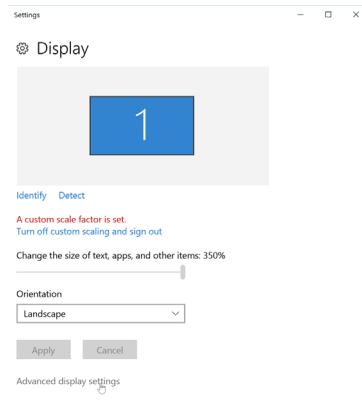 Settings
Display
1
Identify Detect
A custom scale factor is set.
Turn off custom scaling and sign out
Change the size of text, apps, and other items: 350%
Orientation
Landscape
Apply Cancel
Advanced display settings